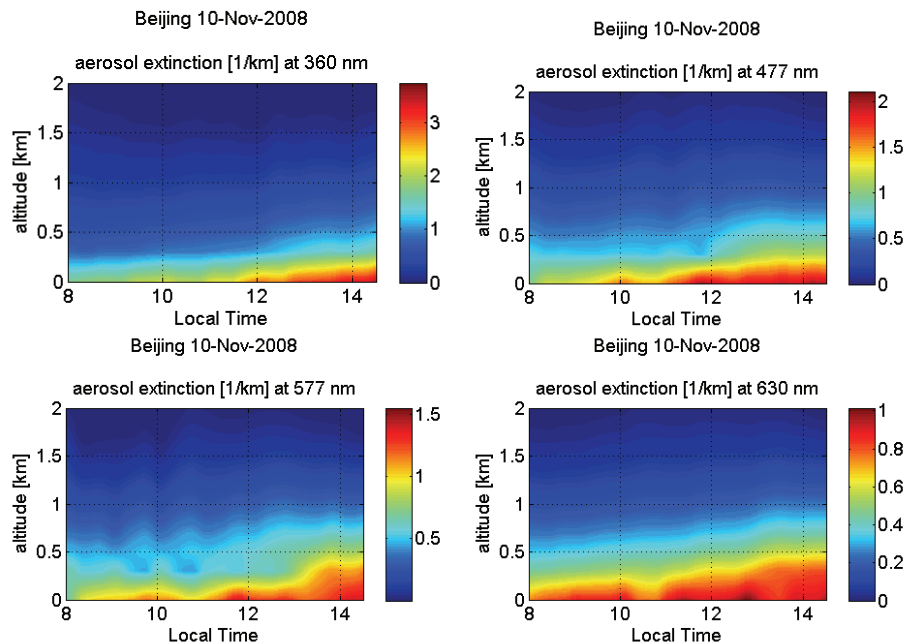 Beijing 10-Nov-2008
aerosol extinction [1/km] at 360 nm
2
1.5
1
0.5
0
altitude [km]
8 10 12 14
Local Time
3
2
1
0
Beijing 10-Nov-2008
aerosol extinction [1/km] at 477 nm
2
1.5
1
0.5
0
altitude [km]
8 10 12 14
Local Time
2
1.5
1
0.5
0
Beijing 10-Nov-2008
aerosol extinction [1/km] at 577 nm
2
1.5
1
0.5
0
altitude [km]
8 10 12 14
Local Time
1.5
1
0.5
Beijing 10-Nov-2008
aerosol extinction [1/km] at 630 nm
2
1.5
1
0.5
0
altitude [km]
8 10 12 14
Local Time
1
0.8
0.6
0.4
0.2
0